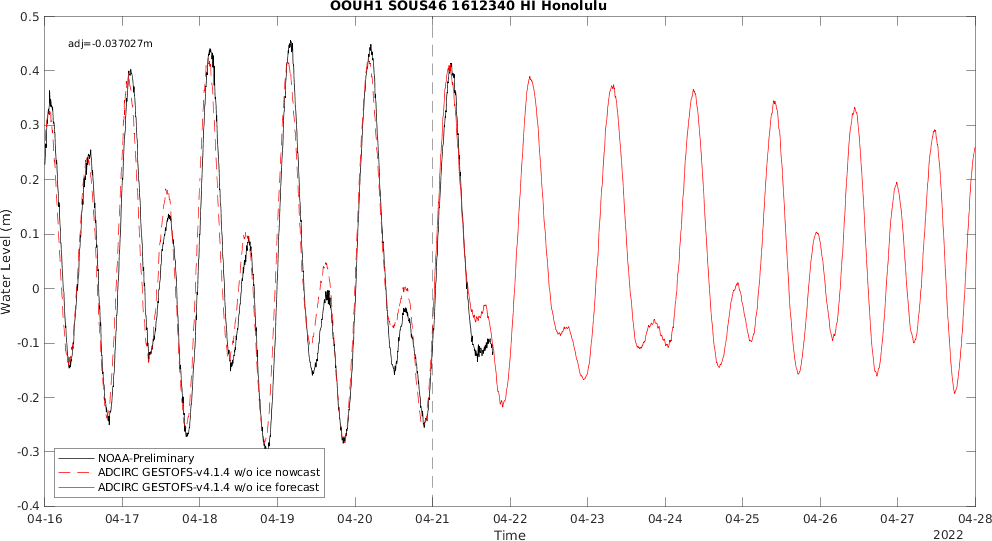 OOUH1 SOUS46 1612340 HI Honolulu
adj=-0.037027m
0.5
0.4
0.3
0.2
0.1
0
-0.1
-0.2
-0.3
-0.4
Water Level (m)
NOAA-Preliminary
ADCIRC GESTOFS-v4.1.4 w/o ice nowcast
ADCIRC GESTOFS-v4.1.4 w/o ice forecast
04-16 04-17 04-18 04-19 04-20 04-21 04-22 04-23 04-24 04-25 04-26 04-27 04-28
Time
2022